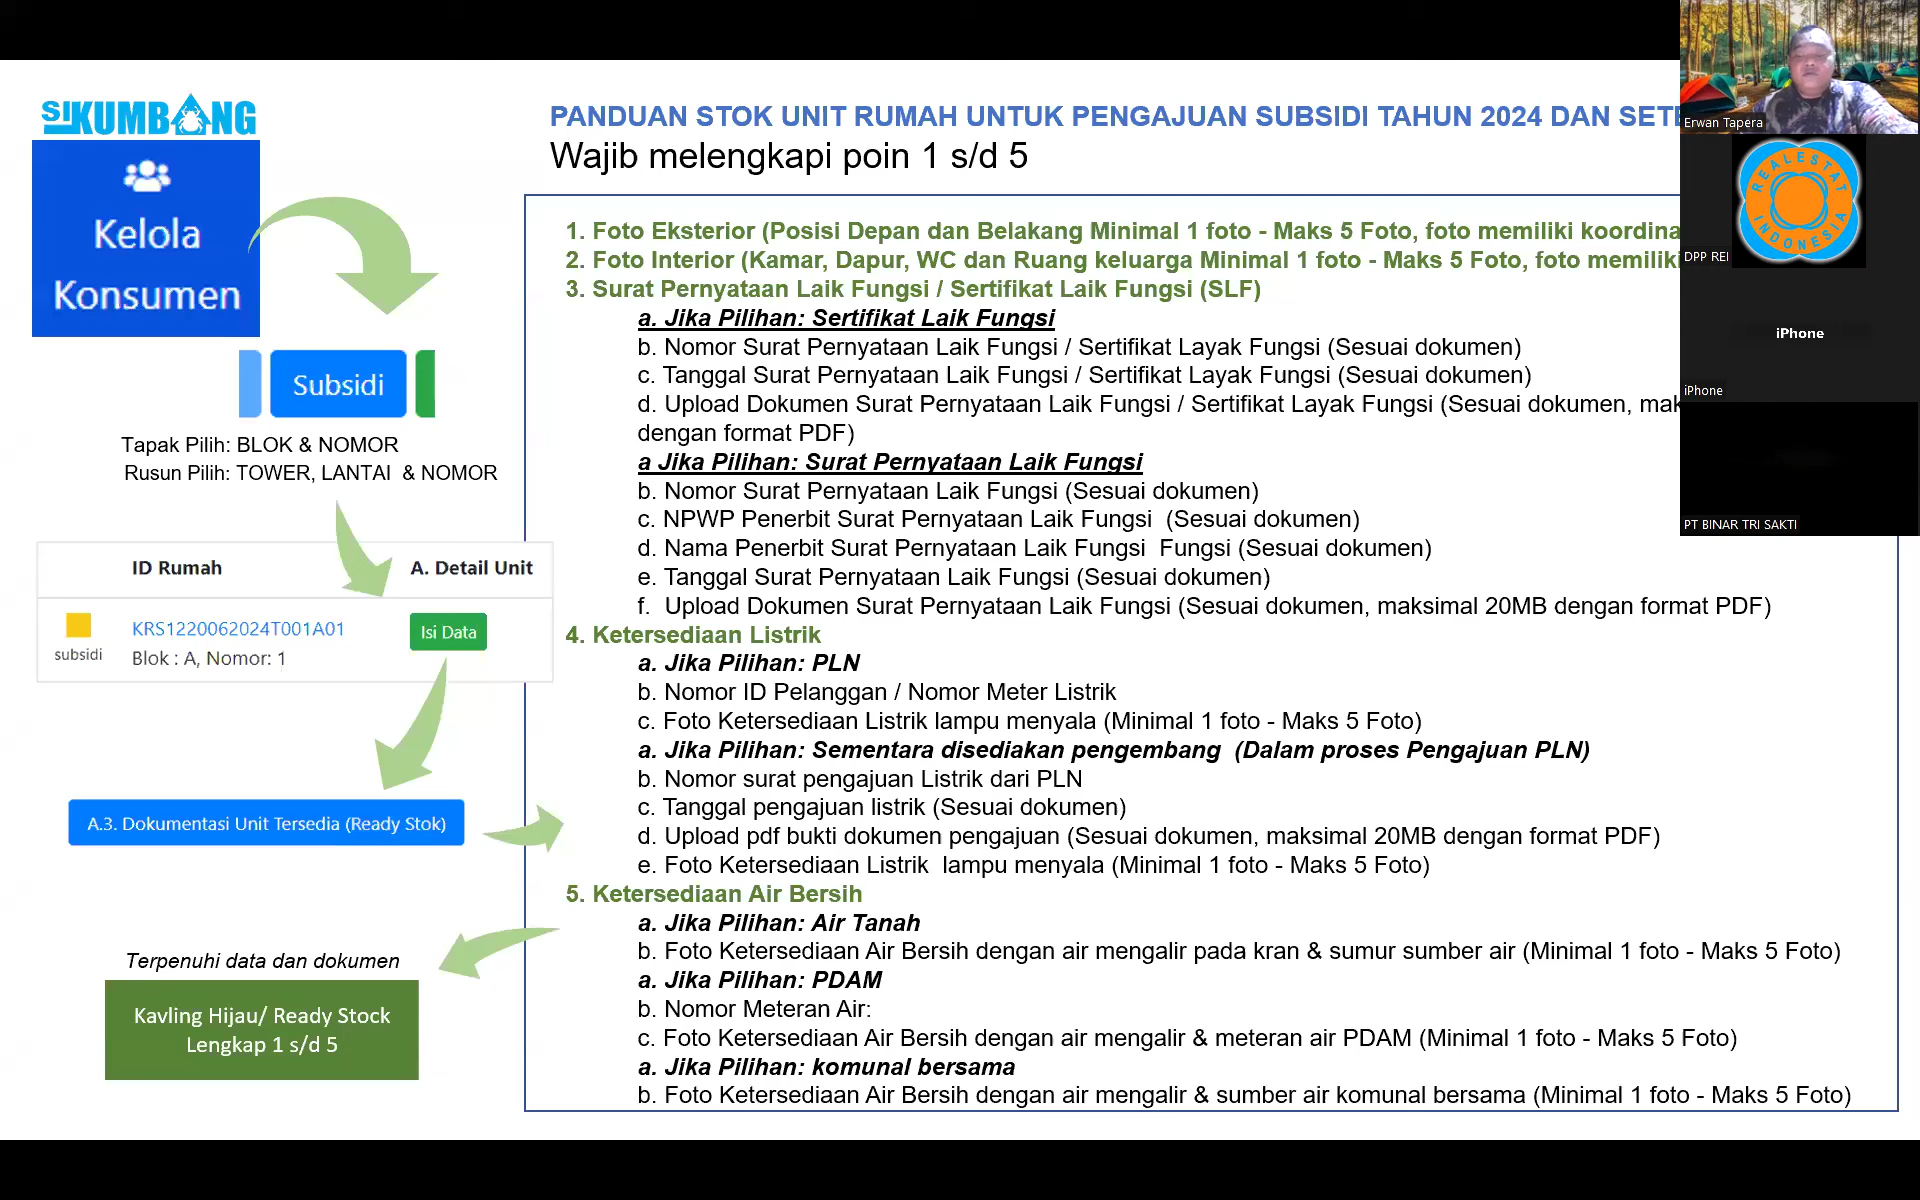 SIKUMBANG
Kelola
Konsumen
Subsidi
Tapak Pilih: BLOK & NOMOR
Rusun Pilih: TOWER, LANTAI & NOMOR
ID Rumah
A. Detail Unit
subsidi
KRS1220062024T001A01
Blok : A, Nomor: 1
Isi Data
A.3. Dokumentasi Unit Tersedia (Ready Stok)
Terpenuhi data dan dokumen
Kavling Hijau/ Ready Stock
Lengkap 1 s/d 5
PANDUAN STOK UNIT RUMAH UNTUK PENGAJUAN SUBSIDI TAHUN 2024 DAN SETE
Wajib melengkapi poin 1 s/d 5
1. Foto Eksterior (Posisi Depan dan Belakang Minimal 1 foto - Maks 5 Foto, foto memiliki koordina
2. Foto Interior (Kamar, Dapur, WC dan Ruang keluarga Minimal 1 foto - Maks 5 Foto, foto memiliki
3. Surat Pernyataan Laik Fungsi / Sertifikat Laik Fungsi (SLF)
a. Jika Pilihan: Sertifikat Laik Fungsi
b. Nomor Surat Pernyataan Laik Fungsi / Sertifikat Layak Fungsi (Sesuai dokumen)
c. Tanggal Surat Pernyataan Laik Fungsi / Sertifikat Layak Fungsi (Sesuai dokumen)
d. Upload Dokumen Surat Pernyataan Laik Fungsi / Sertifikat Layak Fungsi (Sesuai dokumen, mak
dengan format PDF)
a Jika Pilihan: Surat Pernyataan Laik Fungsi
b. Nomor Surat Pernyataan Laik Fungsi (Sesuai dokumen)
c. NPWP Penerbit Surat Pernyataan Laik Fungsi (Sesuai dokumen)
d. Nama Penerbit Surat Pernyataan Laik Fungsi Fungsi (Sesuai dokumen)
e. Tanggal Surat Pernyataan Laik Fungsi (Sesuai dokumen)
f. Upload Dokumen Surat Pernyataan Laik Fungsi (Sesuai dokumen, maksimal 20MB dengan format PDF)
4. Ketersediaan Listrik
a. Jika Pilihan: PLN
b. Nomor ID Pelanggan / Nomor Meter Listrik
c. Foto Ketersediaan Listrik lampu menyala (Minimal 1 foto - Maks 5 Foto)
a. Jika Pilihan: Sementara disediakan pengembang (Dalam proses Pengajuan PLN)
b. Nomor surat pengajuan Listrik dari PLN
c. Tanggal pengajuan listrik (Sesuai dokumen)
d. Upload pdf bukti dokumen pengajuan (Sesuai dokumen, maksimal 20MB dengan format PDF)
e. Foto Ketersediaan Listrik lampu menyala (Minimal 1 foto - Maks 5 Foto)
5. Ketersediaan Air Bersih
a. Jika Pilihan: Air Tanah
b. Foto Ketersediaan Air Bersih dengan air mengalir pada kran & sumur sumber air (Minimal 1 foto - Maks 5 Foto)
a. Jika Pilihan: PDAM
b. Nomor Meteran Air:
c. Foto Ketersediaan Air Bersih dengan air mengalir & meteran air PDAM (Minimal 1 foto - Maks 5 Foto)
a. Jika Pilihan: komunal bersama
b. Foto Ketersediaan Air Bersih dengan air mengalir & sumber air komunal bersama (Minimal 1 foto - Maks 5 Foto)
Erwan Tapera
REALESTAT
INDONESIA
DPP REI
iPhone
iPhone
PT BINAR TRI SAKTI